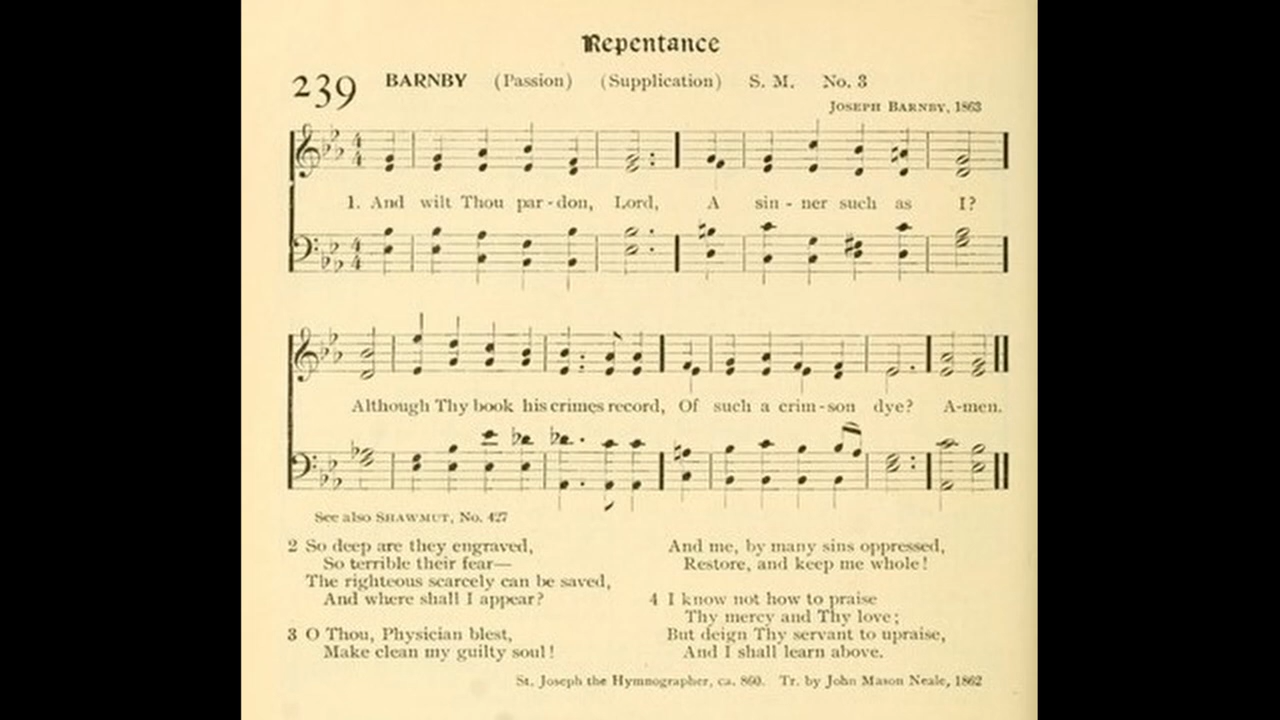 Repentance
239 BARNBY (Passion) (Supplication) S. M. No. 3
JOSEPH BARNBY, 1863
1. And wilt Thou par-don, Lord, A sin-ner such as I?
Although Thy book his crimes record, Of such a crim-son dye? A-men.
See also SHAWMUT, No. 427
2 So deep are they engraved,
So terrible their fear—
The righteous scarcely can be saved,
And where shall I appear?
3 O Thou, Physician blest,
Make clean my guilty soul!
And me, by many sins oppressed,
Restore, and keep me whole!
4 I know not how to praise
Thy mercy and Thy love;
But deign Thy servant to upraise,
And I shall learn above.
St. Joseph the Hymnographer, ca. 860. Tr. by John Mason Neale, 1862